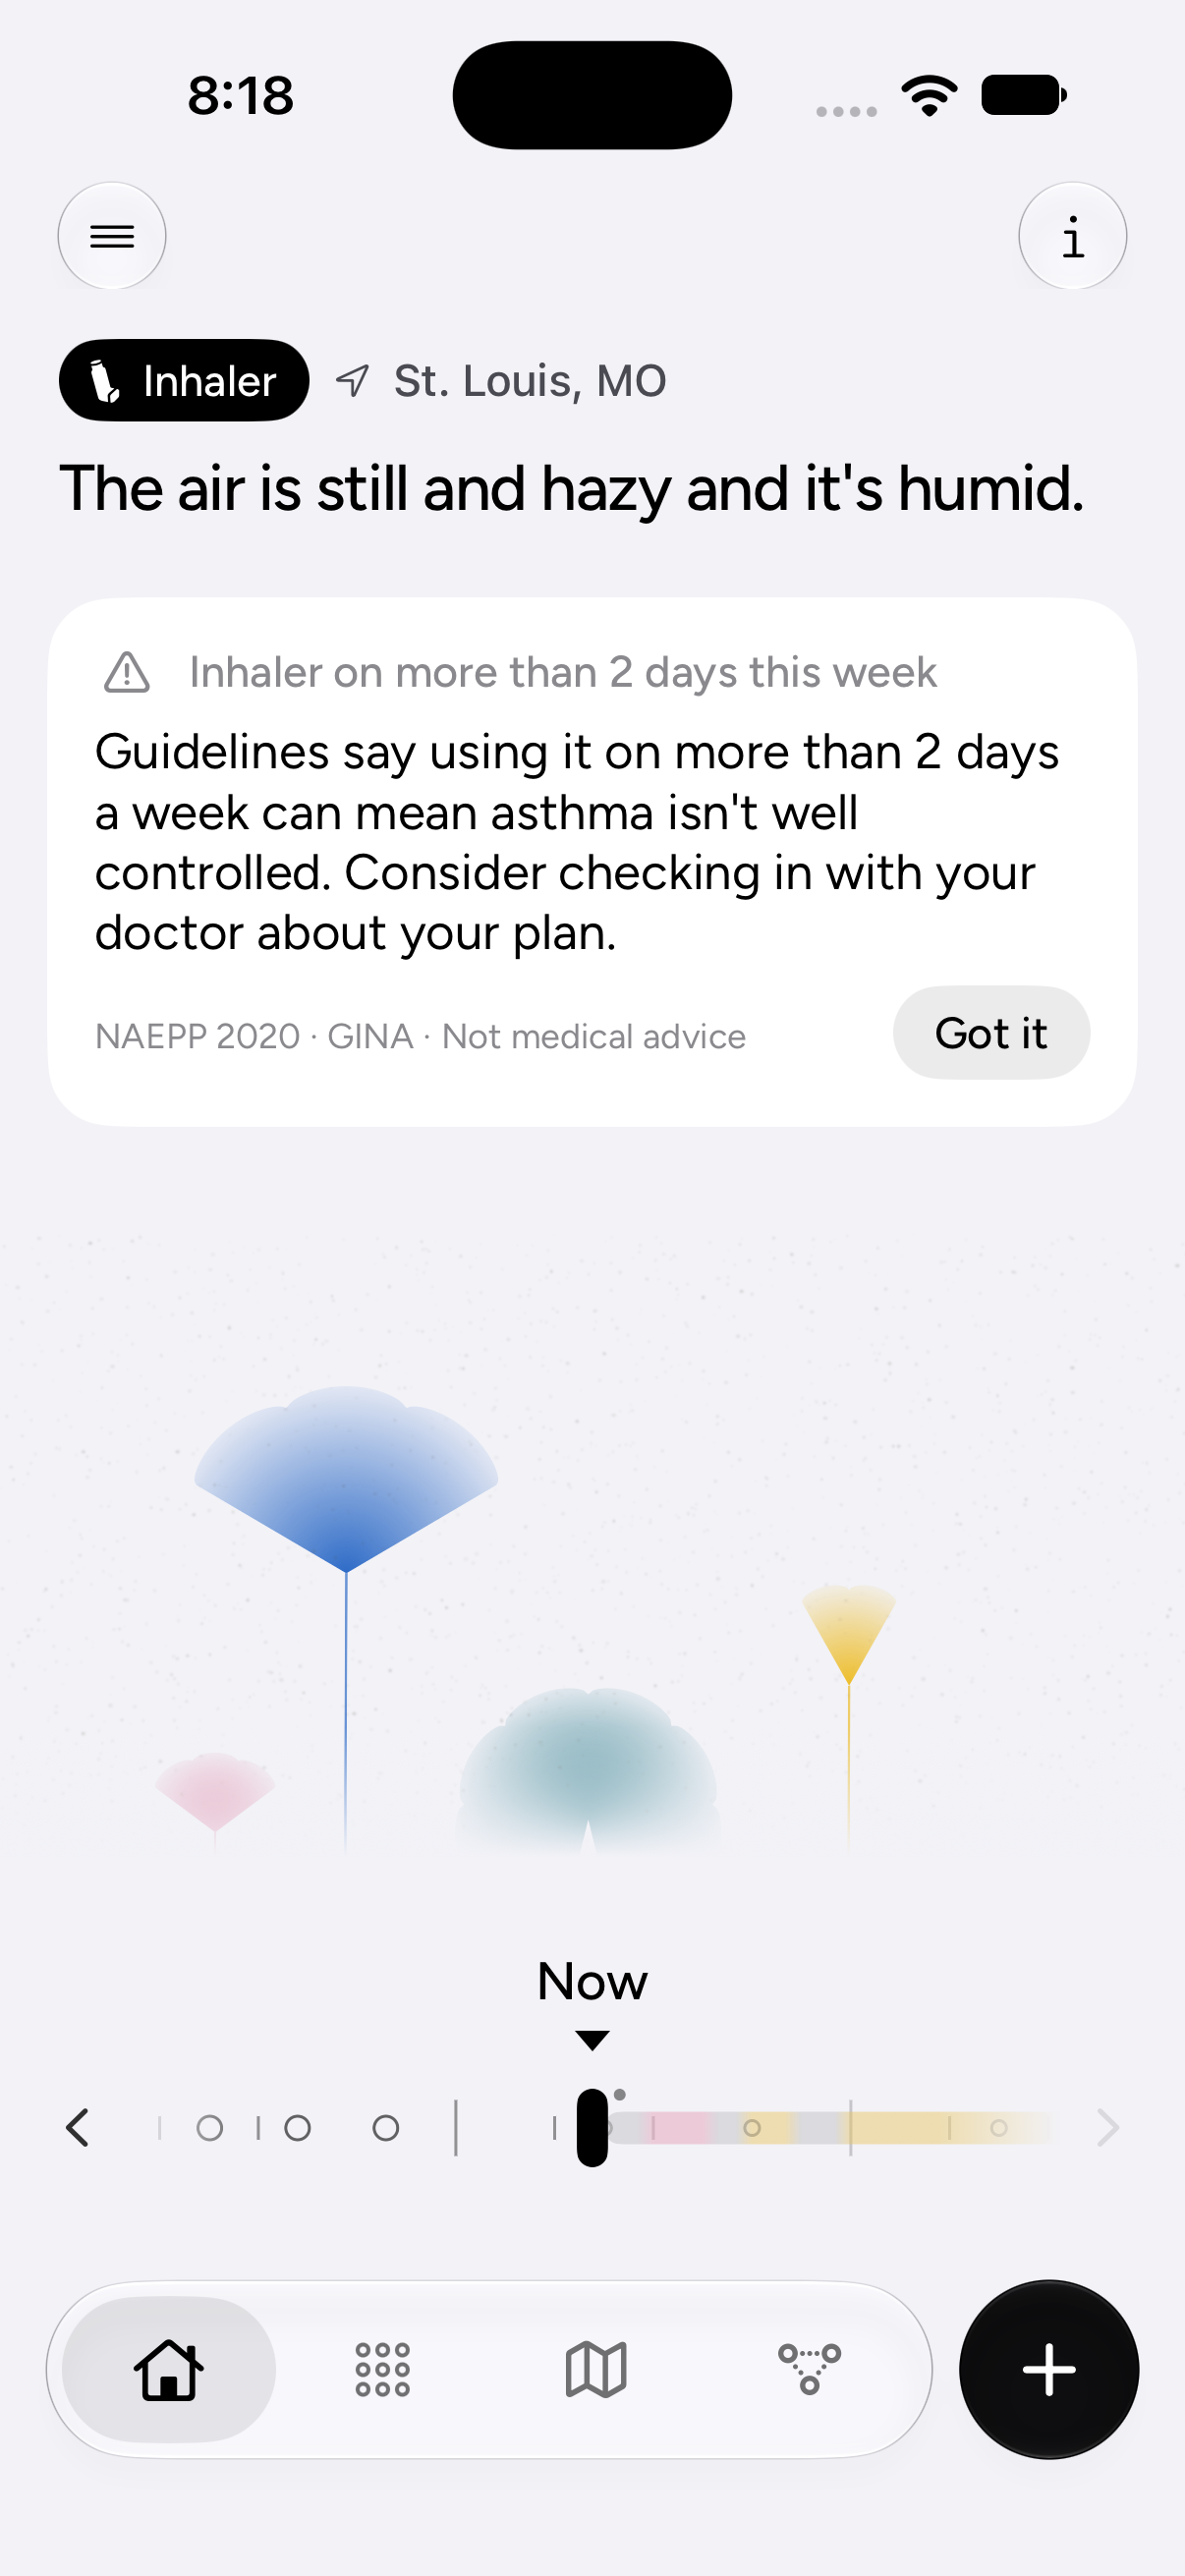 8:18
i
Inhaler
St. Louis, MO
The air is still and hazy and it's humid.
Inhaler on more than 2 days this week
Guidelines say using it on more than 2 days
a week can mean asthma isn't well
controlled. Consider checking in with your
doctor about your plan.
NAEPP 2020 · GINA · Not medical advice
Got it
Now